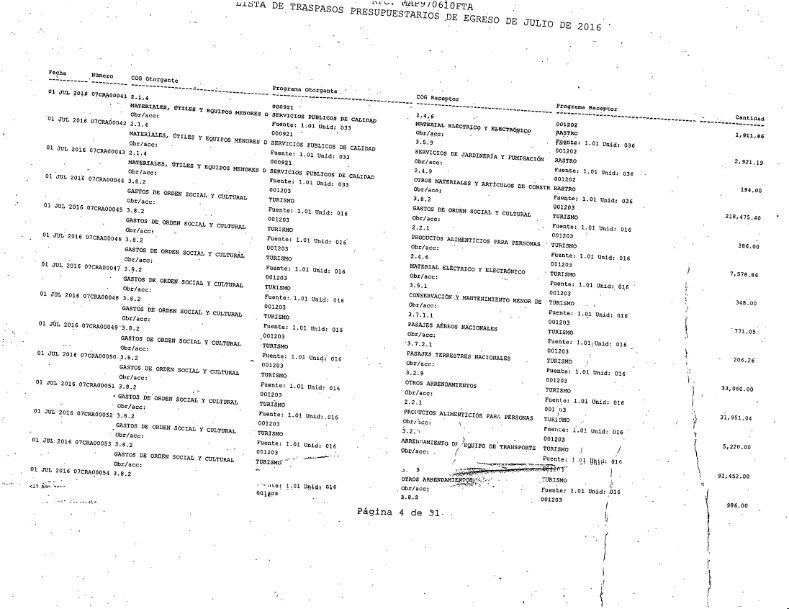 RFC: MAP970610FTA
LISTA DE TRASPASOS PRESUPUESTARIOS DE EGRESO DE JULIO DE 2016
Fecha Número COG Otorgante Programa Otorgante COG Receptor Programa Receptor Cantidad
01 JUL 2016 07CRA00041 2.1.4 000921 2.4.6 001202 1,011.06
MATERIALES, ÚTILES Y EQUIPOS MENORES D SERVICIOS PUBLICOS DE CALIDAD MATERIAL ELÉCTRICO Y ELECTRÓNICO RASTRO
Obr/acc: Fuente: 1.01 Unid: 033 Obr/acc: Fuente: 1.01 Unid: 036
01 JUL 2016 07CRA00042 2.1.4 000921 3.5.9 001202 2,921.19
MATERIALES, ÚTILES Y EQUIPOS MENORES D SERVICIOS PUBLICOS DE CALIDAD SERVICIOS DE JARDINERÍA Y FUMIGACIÓN RASTRO
Obr/acc: Fuente: 1.01 Unid: 033 Obr/acc: Fuente: 1.01 Unid: 036
01 JUL 2016 07CRA00043 2.1.4 000921 2.4.9 001202 194.00
MATERIALES, ÚTILES Y EQUIPOS MENORES D SERVICIOS PUBLICOS DE CALIDAD OTROS MATERIALES Y ARTÍCULOS DE CONSTR RASTRO
Obr/acc: Fuente: 1.01 Unid: 033 Obr/acc: Fuente: 1.01 Unid: 036
01 JUL 2016 07CRA00044 3.8.2 001203 3.8.2 001203 218,475.00
GASTOS DE ORDEN SOCIAL Y CULTURAL TURISMO GASTOS DE ORDEN SOCIAL Y CULTURAL TURISMO
Obr/acc: Fuente: 1.01 Unid: 016 Obr/acc: Fuente: 1.01 Unid: 016
01 JUL 2016 07CRA00045 3.8.2 001203 2.2.1 001203 386.00
GASTOS DE ORDEN SOCIAL Y CULTURAL TURISMO PRODUCTOS ALIMENTICIOS PARA PERSONAS TURISMO
Obr/acc: Fuente: 1.01 Unid: 016 Obr/acc: Fuente: 1.01 Unid: 016
01 JUL 2016 07CRA00046 3.8.2 001203 2.4.6 001203 7,578.86
GASTOS DE ORDEN SOCIAL Y CULTURAL TURISMO MATERIAL ELÉCTRICO Y ELECTRÓNICO TURISMO
Obr/acc: Fuente: 1.01 Unid: 016 Obr/acc: Fuente: 1.01 Unid: 016
01 JUL 2016 07CRA00047 3.8.2 001203 3.5.1 001203 348.00
GASTOS DE ORDEN SOCIAL Y CULTURAL TURISMO CONSERVACIÓN Y MANTENIMIENTO MENOR DE TURISMO
Obr/acc: Fuente: 1.01 Unid: 016 Obr/acc: Fuente: 1.01 Unid: 016
01 JUL 2016 07CRA00048 3.8.2 001203 3.7.1.1 001203 771.05
GASTOS DE ORDEN SOCIAL Y CULTURAL TURISMO PASAJES AÉREOS NACIONALES TURISMO
Obr/acc: Fuente: 1.01 Unid: 016 Obr/acc: Fuente: 1.01 Unid: 016
01 JUL 2016 07CRA00049 3.8.2 001203 3.7.2.1 001203 206.26
GASTOS DE ORDEN SOCIAL Y CULTURAL TURISMO PASAJES TERRESTRES NACIONALES TURISMO
Obr/acc: Fuente: 1.01 Unid: 016 Obr/acc: Fuente: 1.01 Unid: 016
01 JUL 2016 07CRA00050 3.8.2 001203 3.2.9 001203 33,060.00
GASTOS DE ORDEN SOCIAL Y CULTURAL TURISMO OTROS ARRENDAMIENTOS TURISMO
Obr/acc: Fuente: 1.01 Unid: 016 Obr/acc: Fuente: 1.01 Unid: 016
01 JUL 2016 07CRA00051 3.8.2 001203 2.2.1 31,951.04
GASTOS DE ORDEN SOCIAL Y CULTURAL TURISMO PRODUCTOS ALIMENTICIOS PARA PERSONAS TURISMO
Obr/acc: Fuente: 1.01 Unid: 016 Obr/acc: Fuente: 1.01 Unid: 016
01 JUL 2016 07CRA00052 3.8.2 001203 001203 5,220.00
GASTOS DE ORDEN SOCIAL Y CULTURAL TURISMO ARRENDAMIENTO DE EQUIPO DE TRANSPORTE TURISMO
Obr/acc: Fuente: 1.01 Unid: 016 Obr/acc: Fuente: 1.01 Unid: 016
01 JUL 2016 07CRA00053 3.8.2 001203 001203 92,452.00
GASTOS DE ORDEN SOCIAL Y CULTURAL TURISMO OTROS ARRENDAMIENTOS TURISMO
Obr/acc: Unid: 016 Obr/acc: Fuente: 1.01 Unid: 016
01 JUL 2016 07CRA00054 3.8.2 001203 3.8.2 001203 986.00
Página 4 de 31